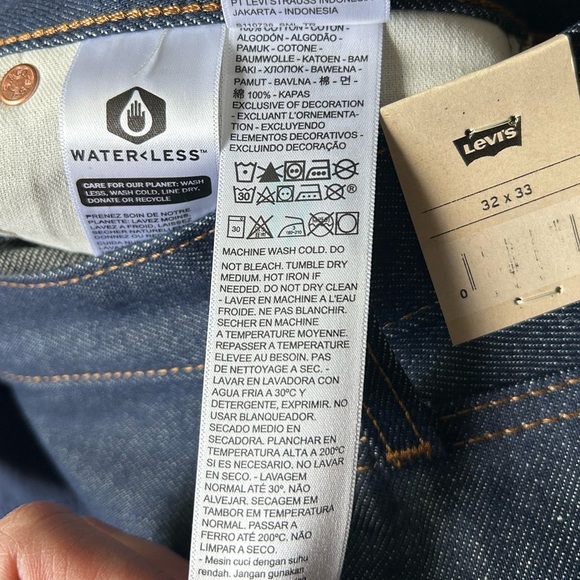 PT LEVI STRAUSS INDONESIA
JAKARTA - INDONESIA
100% COTTON - COTON -
ALGODÓN - ALGODÃO -
PAMUK - COTONE -
BAUMWOLLE - KATOEN - BAM
BAKI - ХЛОПОК - BAWEŁNA -
PAMUT - BAVLNA - 棉 - 면 -
綿 100% - KAPAS
EXCLUSIVE OF DECORATION
- EXCLUANT L'ORNEMENTA-
TION - EXCLUYENDO
ELEMENTOS DECORATIVOS -
EXCLUINDO DECORAÇÃO
30
30
MACHINE WASH COLD. DO
NOT BLEACH. TUMBLE DRY
MEDIUM. HOT IRON IF
NEEDED. DO NOT DRY CLEAN
- LAVER EN MACHINE A L'EAU
FROIDE. NE PAS BLANCHIR.
SECHER EN MACHINE
A TEMPERATURE MOYENNE.
REPASSER A TEMPERATURE
ELEVEE AU BESOIN. PAS
DE NETTOYAGE A SEC. -
LAVAR EN LAVADORA CON
AGUA FRIA A 30ºC Y
DETERGENTE, EXPRIMIR. NO
USAR BLANQUEADOR.
SECADO MEDIO EN
SECADORA. PLANCHAR EN
TEMPERATURA ALTA A 200ºC
SI ES NECESARIO. NO LAVAR
EN SECO. - LAVAGEM
NORMAL ATÉ 30º. NÃO
ALVEJAR. SECAGEM EM
TAMBOR EM TEMPERATURA
NORMAL. PASSAR A
FERRO ATÉ 200ºC. NÃO
LIMPAR A SECO.
- Mesin cuci dengan suhu
rendah. Jangan gunakan
WATER<LESS™
CARE FOR OUR PLANET: WASH
LESS, WASH COLD, LINE DRY,
DONATE OR RECYCLE
PRENEZ SOIN DE NOTRE
PLANÈTE: LAVEZ MOINS,
LAVEZ A FROID,
Levi's
32 x 33
0